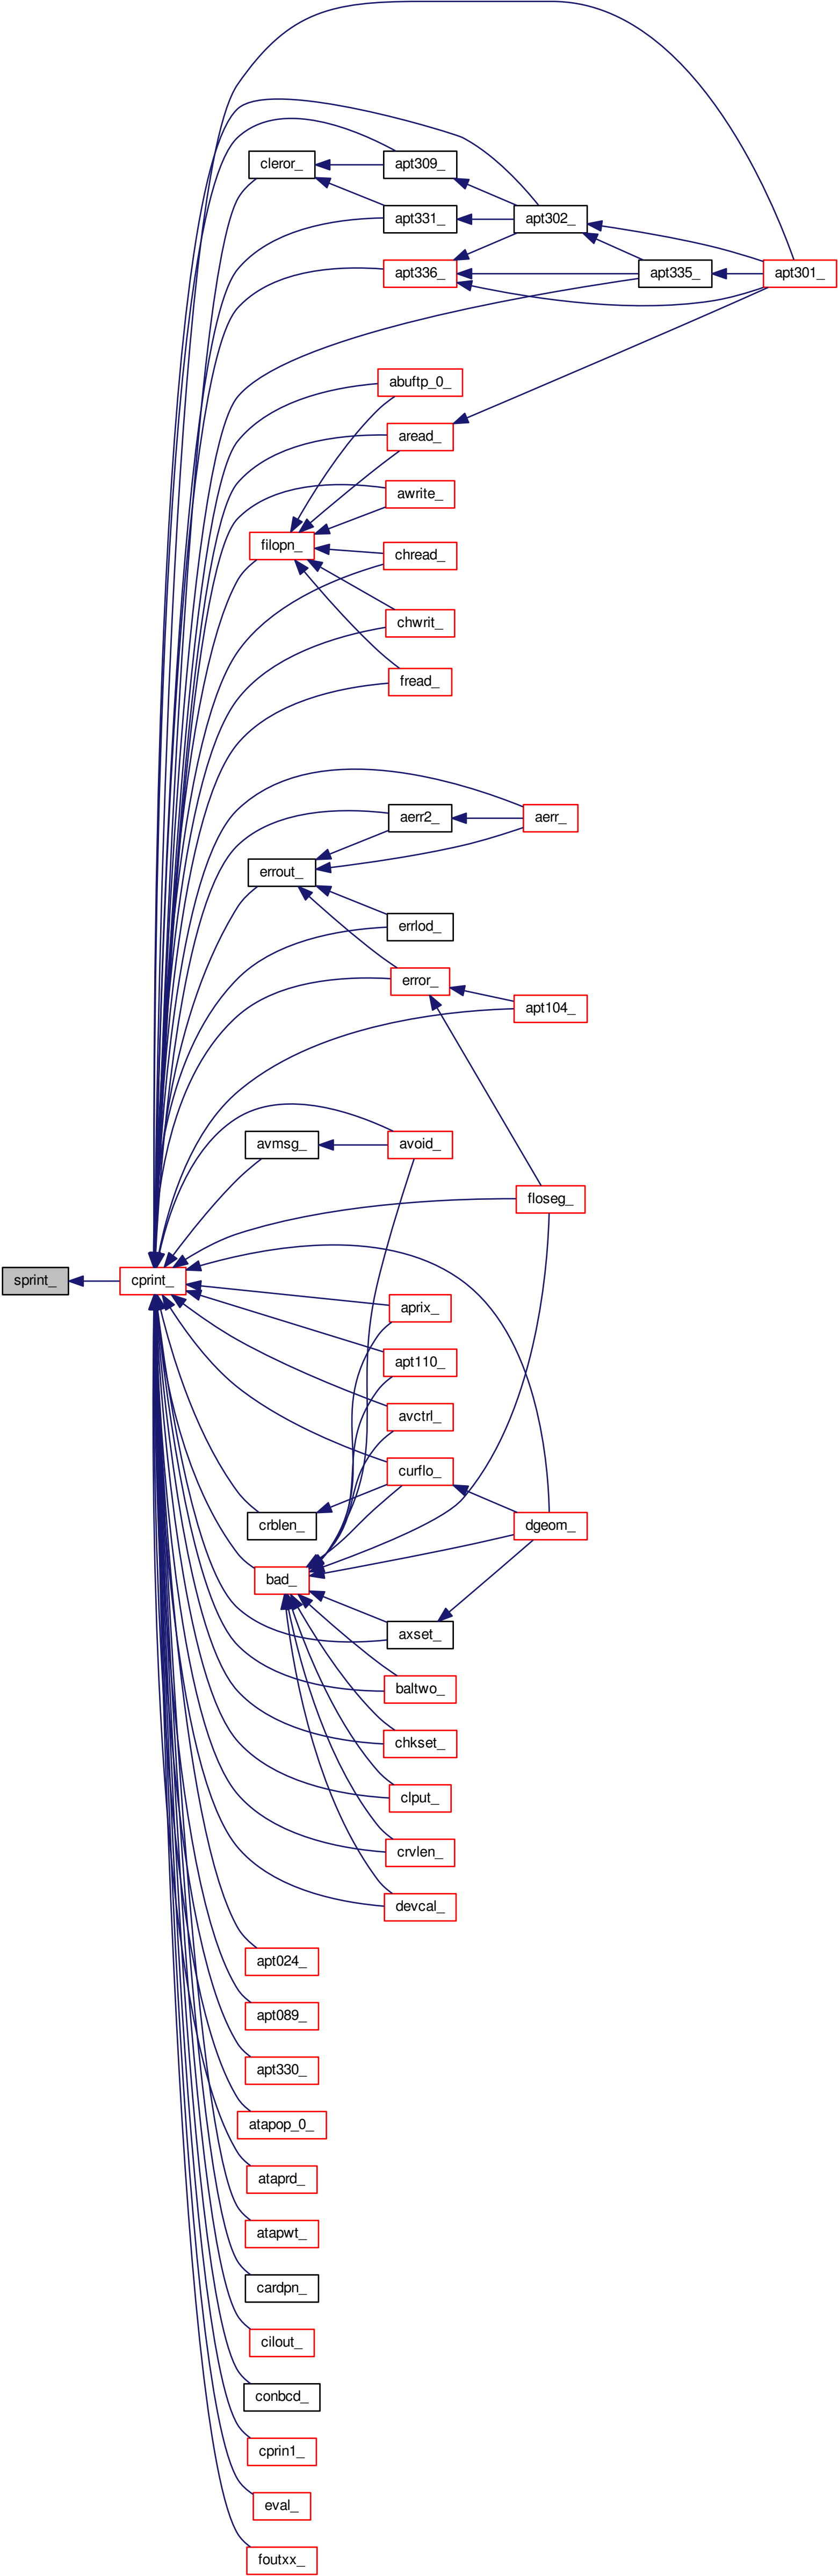 cleror_
apt309_
apt331_
apt302_
apt336_
apt335_
apt301_
abuftp_0_
aread_
awrite_
filopn_
chread_
chwrit_
fread_
aerr2_
aerr_
errout_
errlod_
error_
apt104_
avmsg_
avoid_
floseg_
sprint_
cprint_
aprix_
apt110_
avctrl_
curflo_
crblen_
dgeom_
bad_
axset_
baltwo_
chkset_
clput_
crvlen_
devcal_
apt024_
apt089_
apt330_
atapop_0_
ataprd_
atapwt_
cardpn_
cilout_
conbcd_
cprin1_
eval_
foutxx_